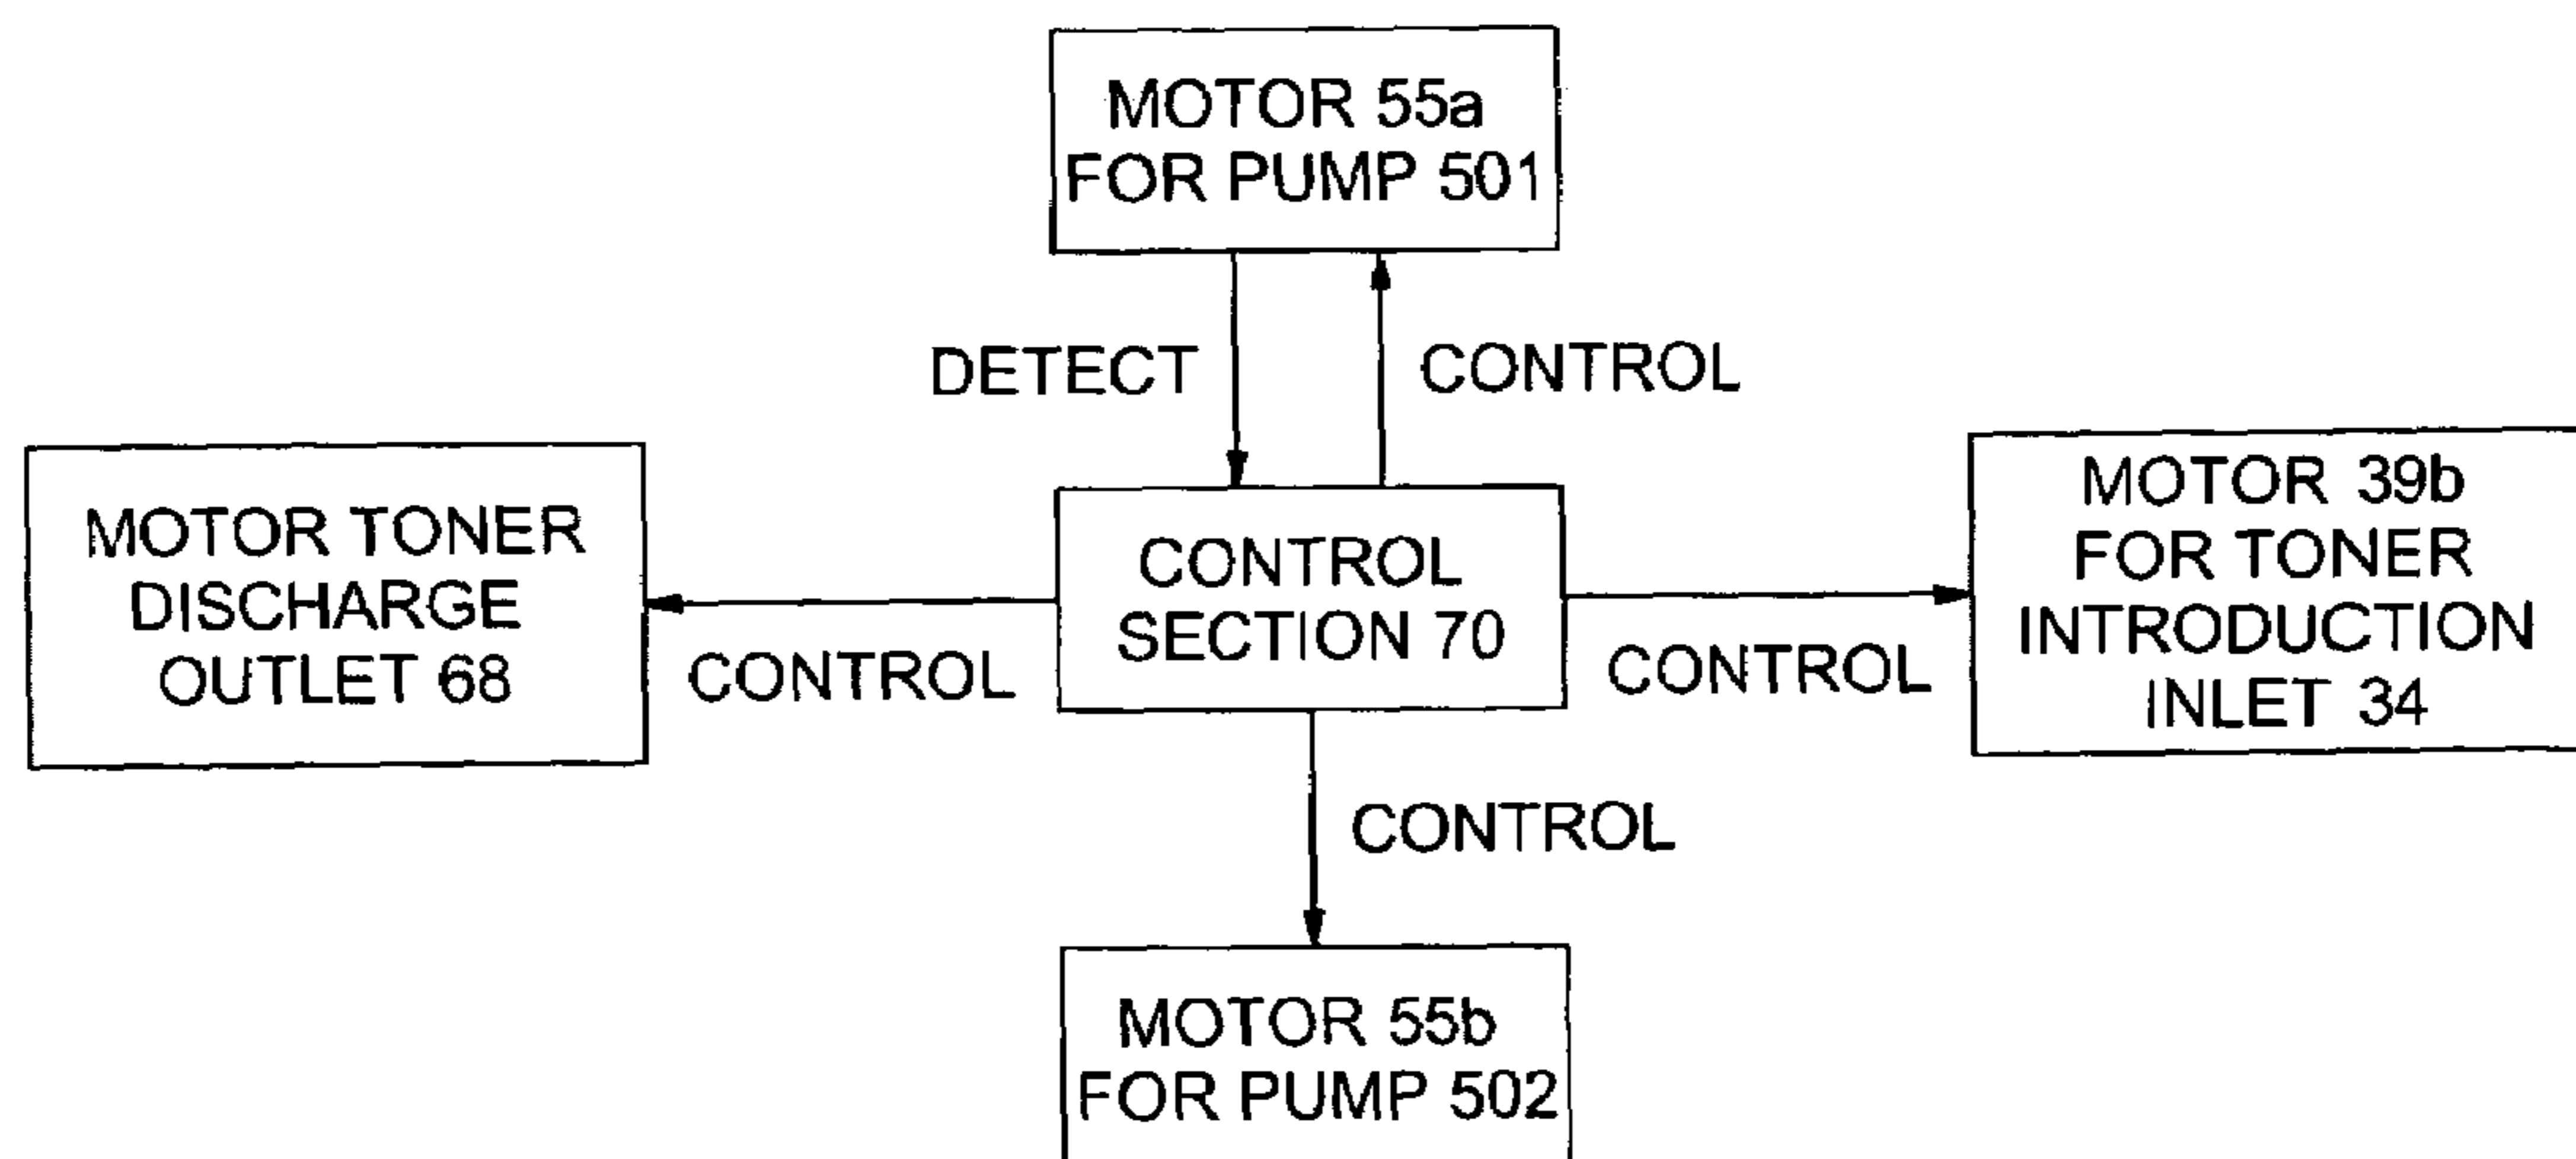 MOTOR 55a
FOR PUMP 501
DETECT
CONTROL
MOTOR TONER
DISCHARGE
OUTLET 68
CONTROL
CONTROL
SECTION 70
CONTROL
MOTOR 39b
FOR TONER
INTRODUCTION
INLET 34
CONTROL
MOTOR 55b
FOR PUMP 502